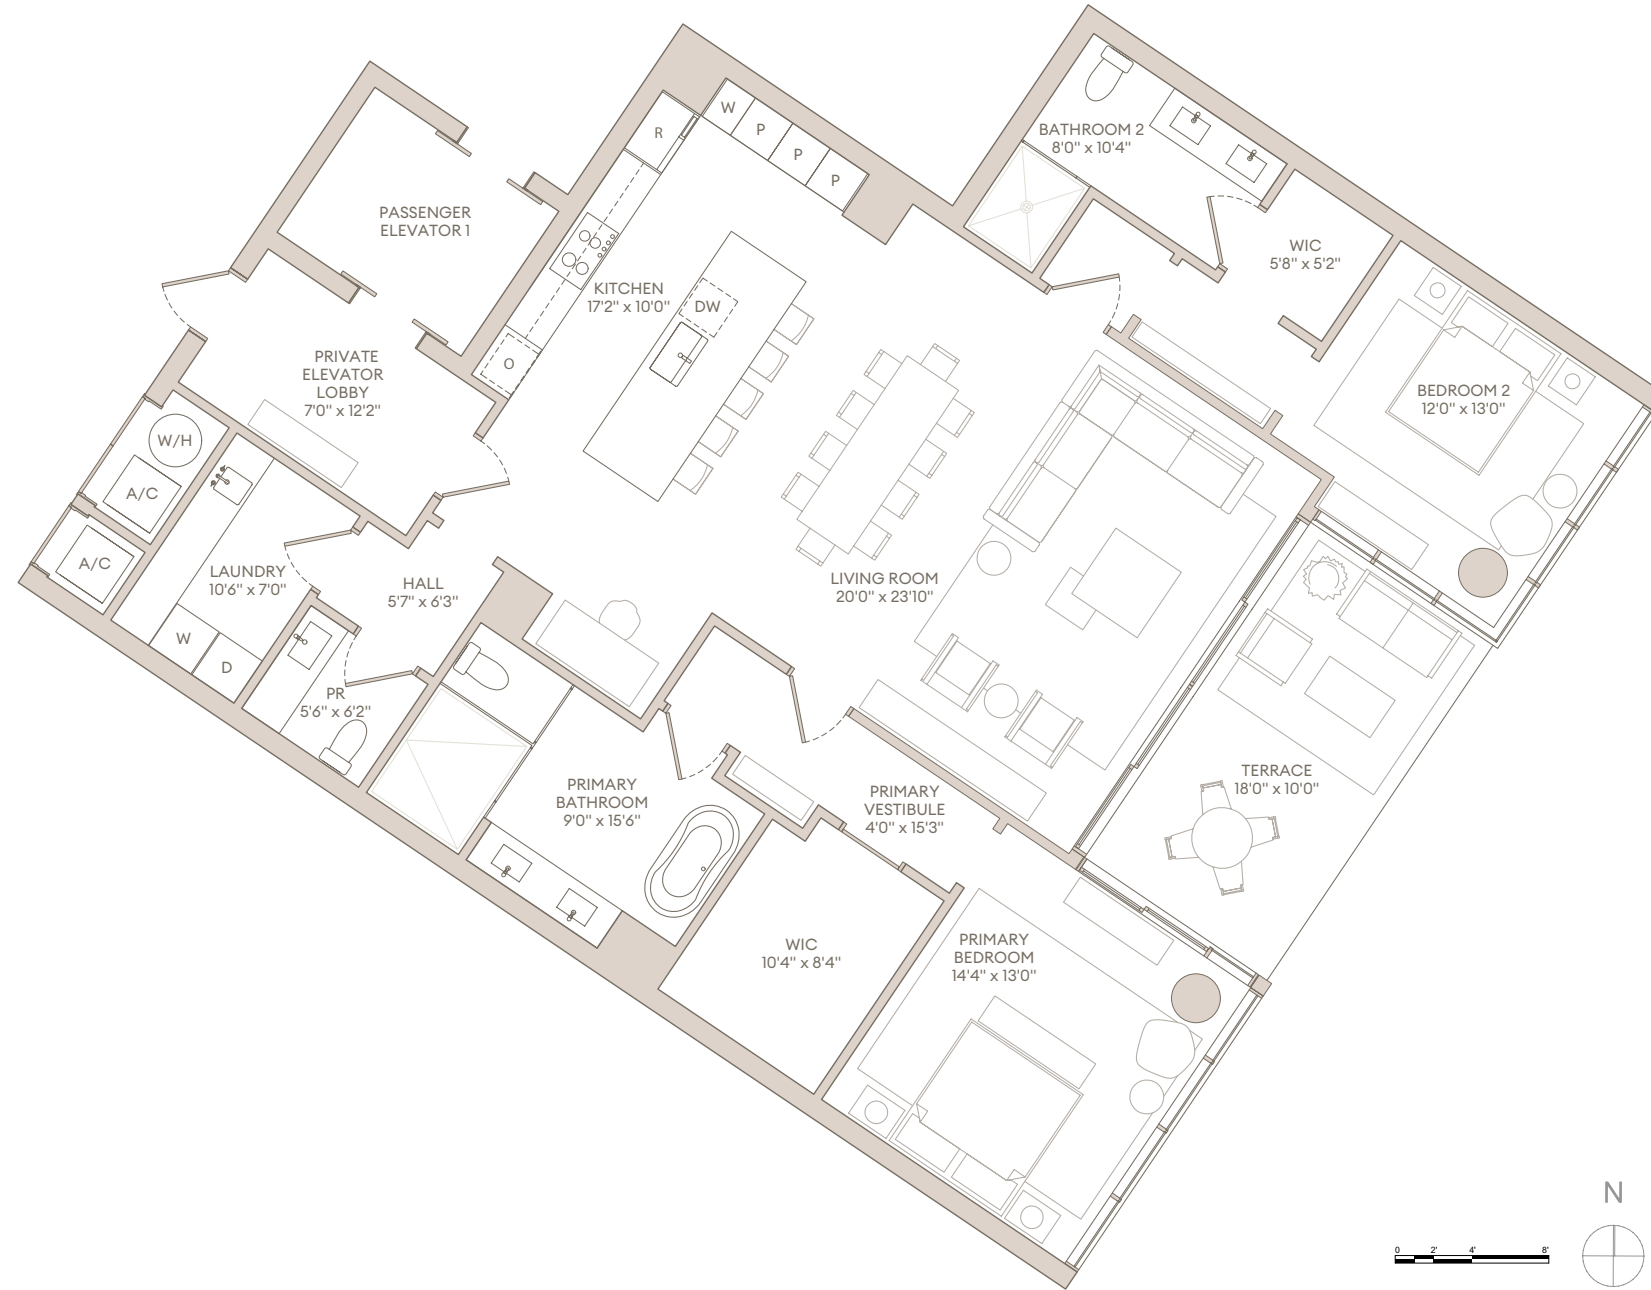 BATHROOM 2
8'0" x 10'4"
W
P
P
P
R
PASSENGER
ELEVATOR 1
WIC
5'8" x 5'2"
KITCHEN
17'2" x 10'0"
DW
O
PRIVATE
ELEVATOR
LOBBY
7'0" x 12'2"
BEDROOM 2
12'0" x 13'0"
W/H
A/C
A/C
LAUNDRY
10'6" x 7'0"
HALL
5'7" x 6'3"
LIVING ROOM
20'0" x 23'10"
W
D
PR
5'6" x 6'2"
PRIMARY
BATHROOM
9'0" x 15'6"
PRIMARY
VESTIBULE
4'0" x 15'3"
TERRACE
18'0" x 10'0"
WIC
10'4" x 8'4"
PRIMARY
BEDROOM
14'4" x 13'0"
N
0 2' 4' 8'